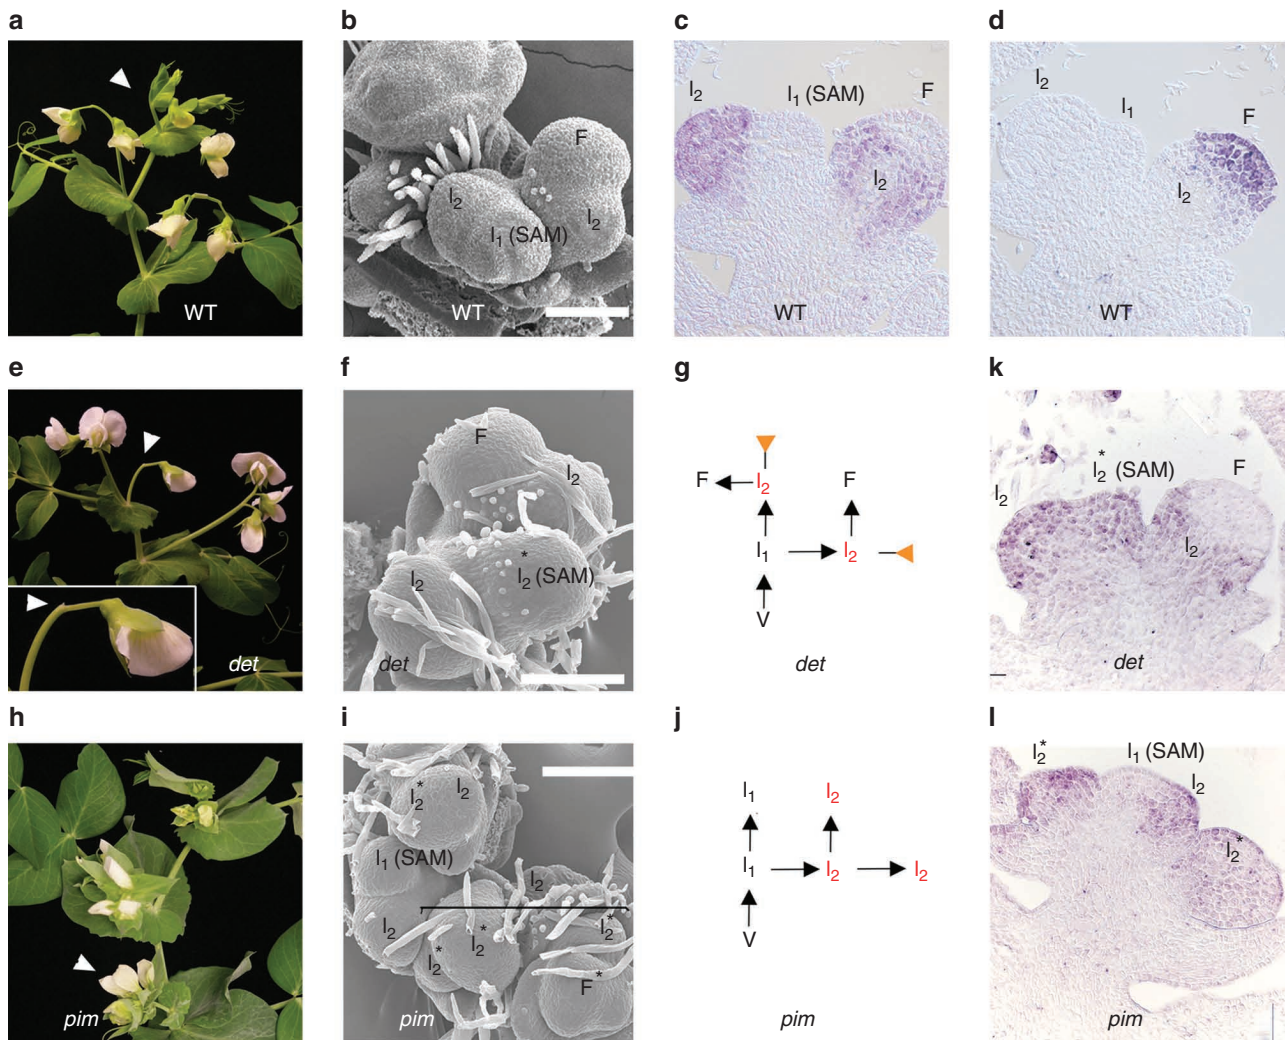 a
b
c
d
WT
I2
I1 (SAM)
F
I2
WT
I2
I1 (SAM)
F
I2
WT
I2
I1
F
I2
WT
e
f
g
k
det
F
I2
*
I2 (SAM)
I2
det
F
I2
F
I1
I2
V
det
*
I2 (SAM)
F
I2
I2
det
h
i
j
l
pim
I2*
I2
I1 (SAM)
I2
I2
I2*
I2*
I2*
F*
pim
I1
I2
I1
I2
I2
V
pim
I2*
I1 (SAM)
I2
I2*
pim